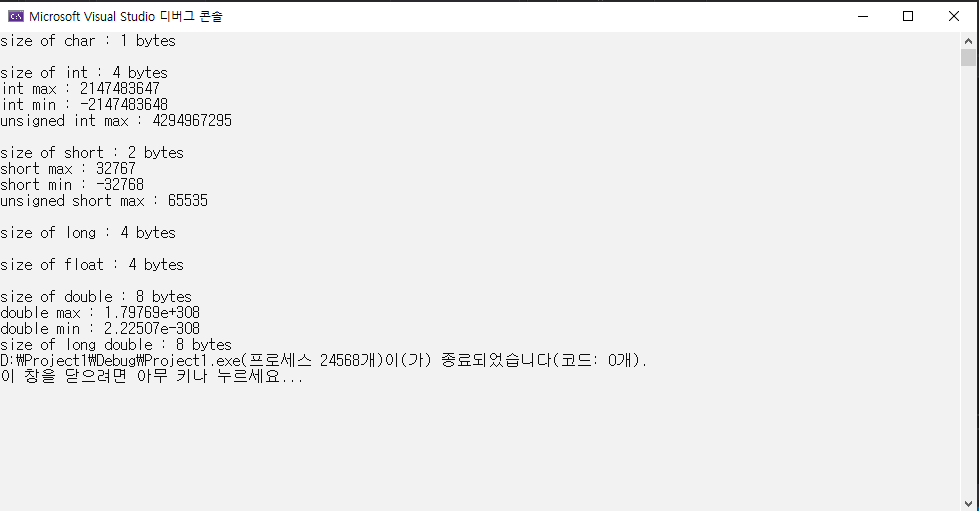 Microsoft Visual Studio 디버그 콘솔
size of char : 1 bytes
size of int : 4 bytes
int max : 2147483647
int min : -2147483648
unsigned int max : 4294967295
size of short : 2 bytes
short max : 32767
short min : -32768
unsigned short max : 65535
size of long : 4 bytes
size of float : 4 bytes
size of double : 8 bytes
double max : 1.79769e+308
double min : 2.22507e-308
size of long double : 8 bytes
D:₩Project1₩Debug₩Project1.exe(프로세스 24568개)이(가) 종료되었습니다(코드: 0개).
이 창을 닫으려면 아무 키나 누르세요...